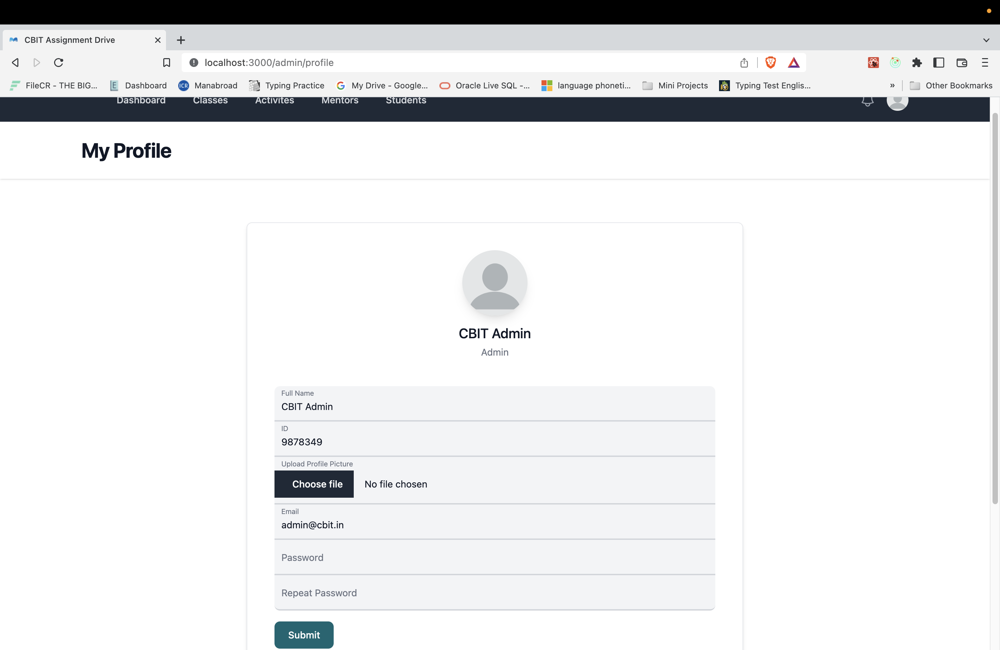 CBIT Assignment Drive
localhost:3000/admin/profile
FileCR - THE BIG... Dashboard ICR Manabroad Typing Practice My Drive - Google... Oracle Live SQL -... language phoneti... Mini Projects Typing Test Englis... » Other Bookmarks
Dashboard Classes Activites Mentors Students
My Profile
CBIT Admin
Admin
Full Name
CBIT Admin
ID
9878349
Upload Profile Picture
Choose file No file chosen
Email
admin@cbit.in
Password
Repeat Password
Submit